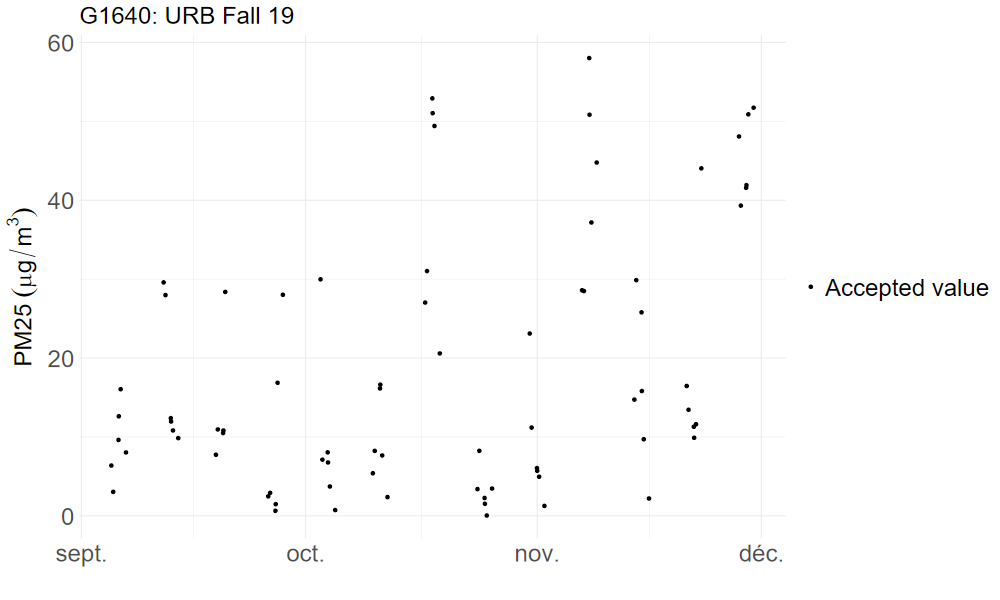 G1640: URB Fall 19
60
40
20
0
PM25 (μg/m³)
sept.
oct.
nov.
déc.
Accepted value